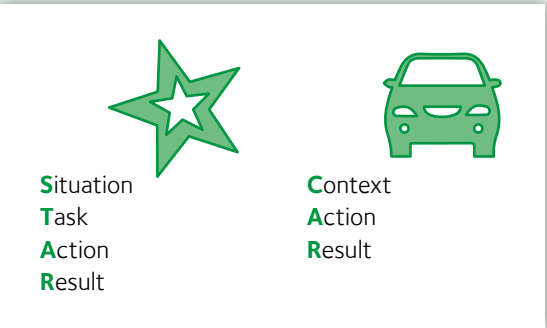 Situation
Task
Action
Result
Context
Action
Result